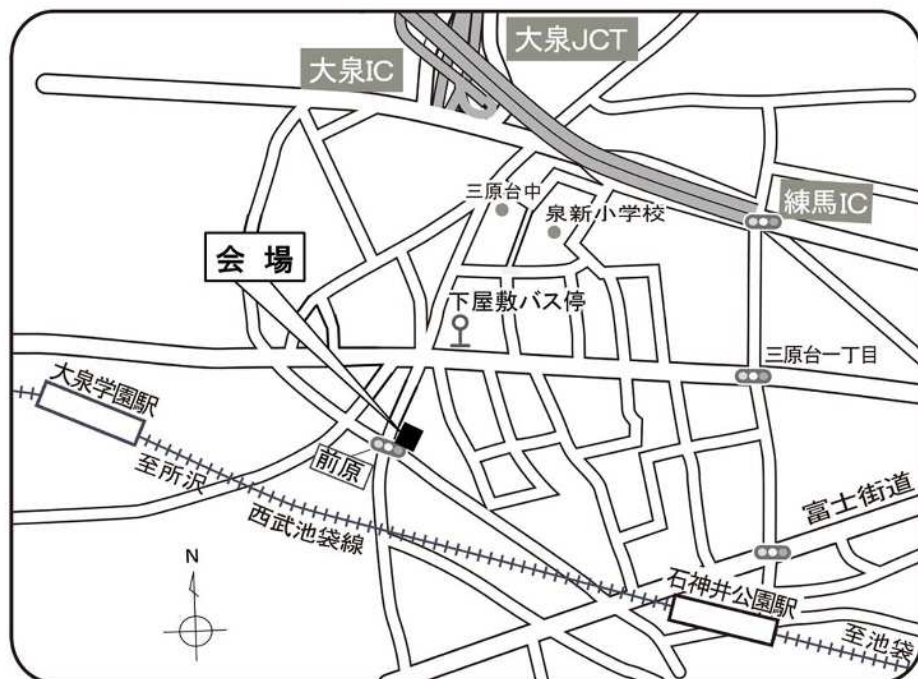 大泉JCT
大泉IC
三原台中
泉新小学校
練馬IC
会場
下屋敷バス停
三原台一丁目
大泉学園駅
前原
至所沢
西武池袋線
富士街道
N
石神井公園駅
至池袋